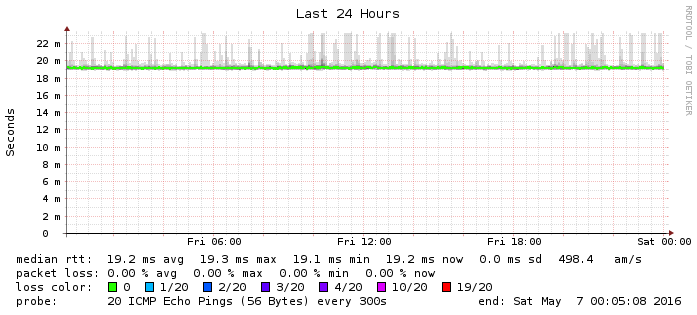 Last 24 Hours
RRDTOOL / TOBI OETIKER
Seconds
22 m
20 m
18 m
16 m
14 m
12 m
10 m
8 m
6 m
4 m
2 m
0
Fri 06:00 Fri 12:00 Fri 18:00 Sat 00:00
median rtt: 19.2 ms avg 19.3 ms max 19.1 ms min 19.2 ms now 0.0 ms sd 498.4 am/s
packet loss: 0.00 % avg 0.00 % max 0.00 % min 0.00 % now
loss color: 0 1/20 2/20 3/20 4/20 10/20 19/20
probe: 20 ICMP Echo Pings (56 Bytes) every 300s end: Sat May 7 00:05:08 2016